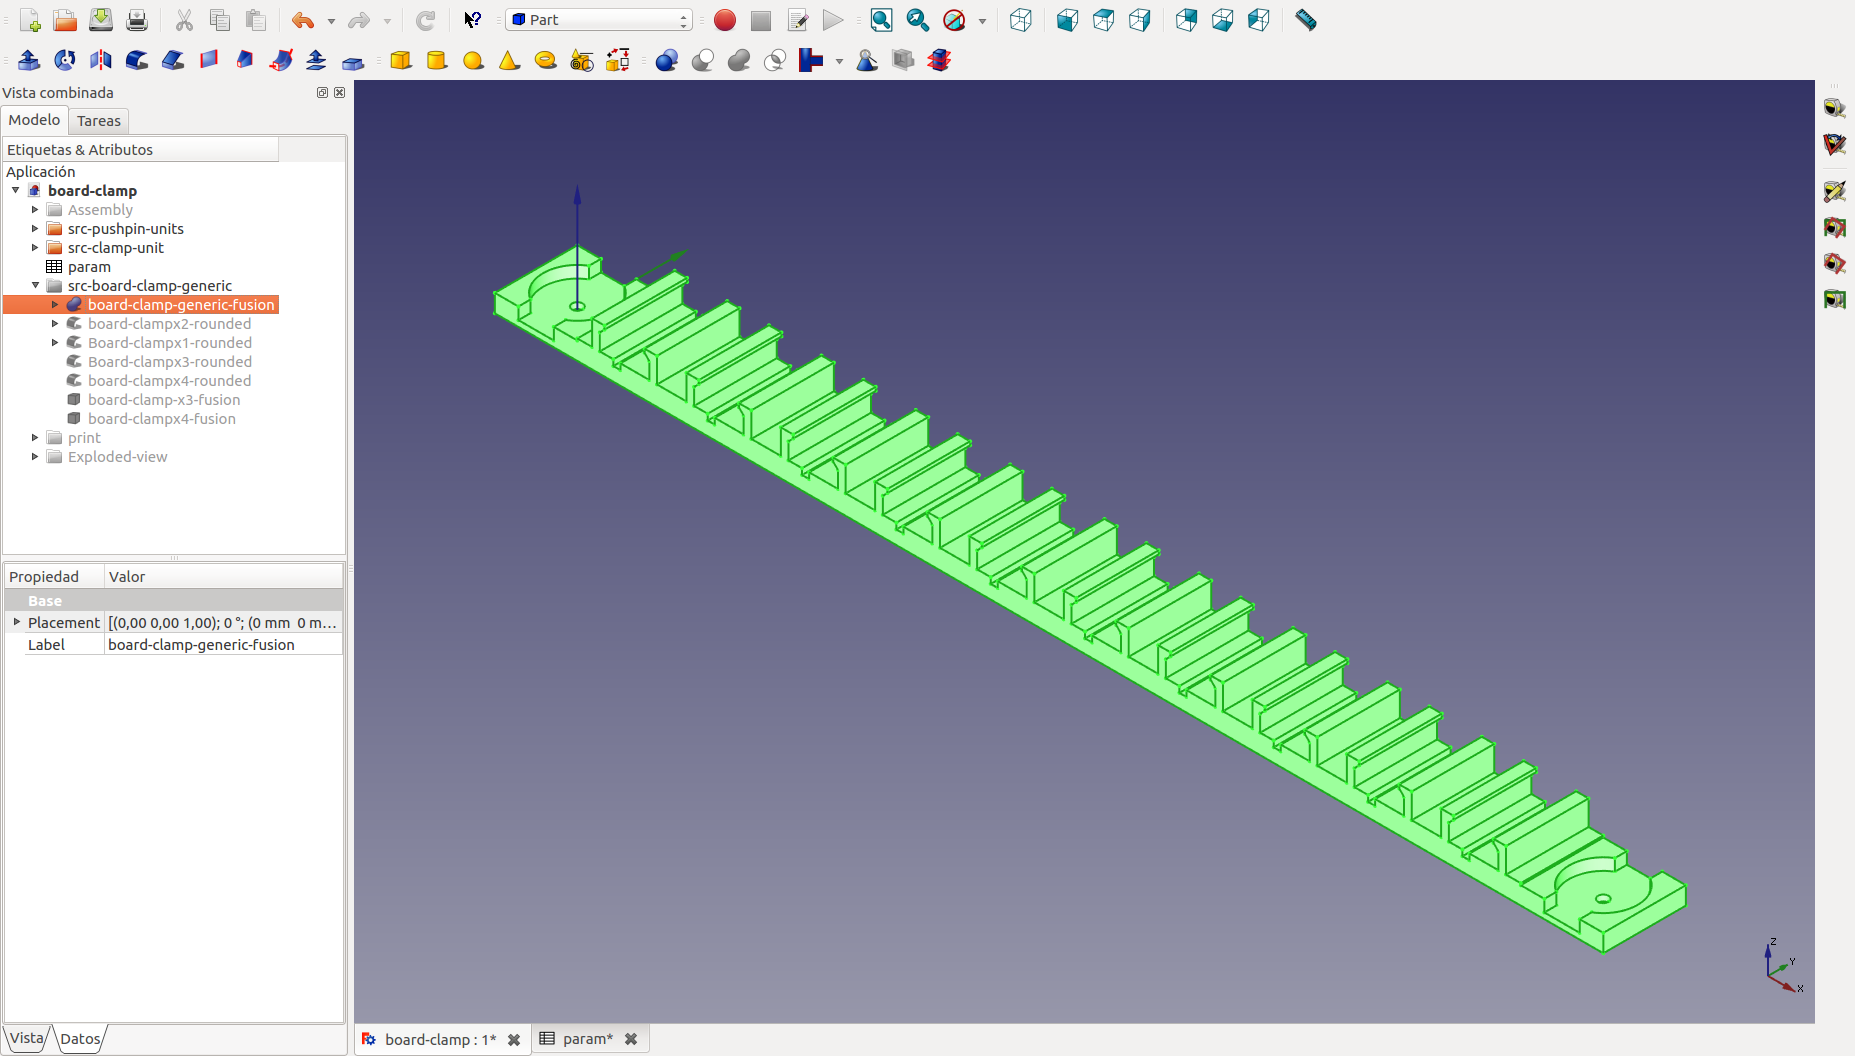 Part
Vista combinada
Modelo Tareas
Etiquetas & Atributos
Aplicación
board-clamp
Assembly
src-pushpin-units
src-clamp-unit
param
src-board-clamp-generic
board-clamp-generic-fusion
board-clampx2-rounded
Board-clampx1-rounded
Board-clampx3-rounded
board-clampx4-rounded
board-clamp-x3-fusion
board-clampx4-fusion
print
Exploded-view
Propiedad Valor
Base
Placement [(0,00 0,00 1,00); 0 °; (0 mm 0 m...
Label board-clamp-generic-fusion
Z
Y
X
Vista Datos
board-clamp : 1* param*